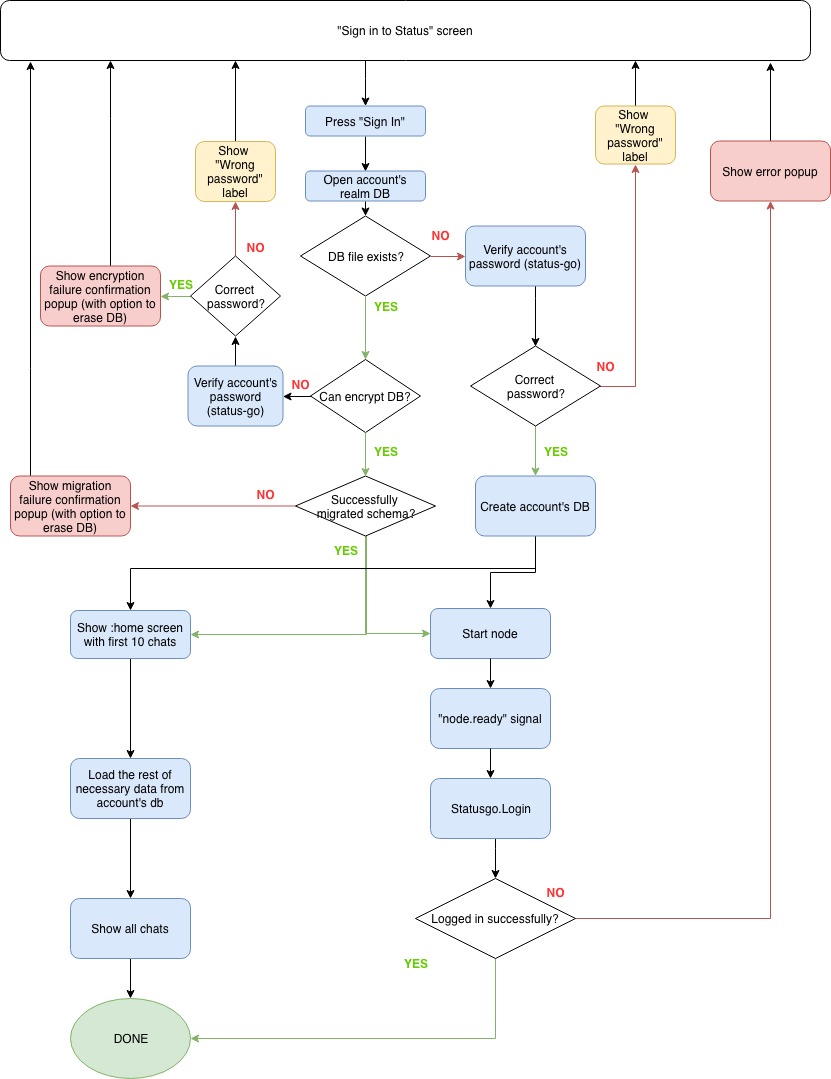 "Sign in to Status" screen
Press "Sign In"
Show
"Wrong
password"
label
Show
"Wrong
password"
label
Show error popup
Open account's
realm DB
DB file exists?
NO
Verify account's
password (status-go)
NO
Correct
password?
YES
Show encryption
failure confirmation
popup (with option to
erase DB)
YES
Correct
password?
NO
Verify account's
password
(status-go)
NO
Can encrypt DB?
YES
YES
Show migration
failure confirmation
popup (with option to
erase DB)
NO
Successfully
migrated schema?
Create account's DB
YES
Show :home screen
with first 10 chats
Start node
"node.ready" signal
Load the rest of
necessary data from
account's db
Statusgo.Login
NO
Logged in successfully?
Show all chats
YES
DONE